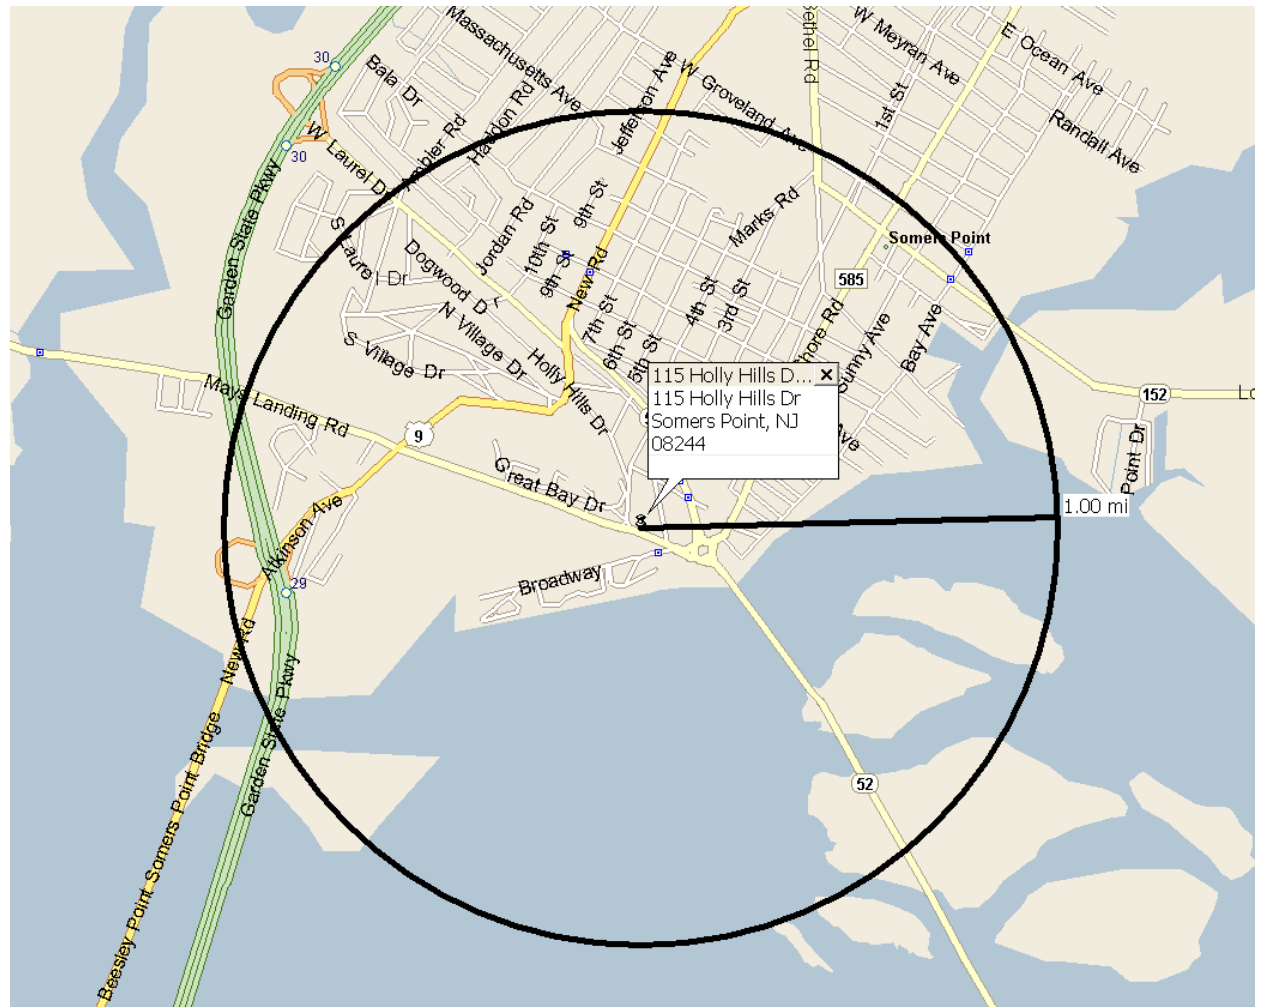 Massachusetts Ave
W Meyran Ave
E Ocean Ave
Bethel Rd
30
Bala Dr
W Groveland Ave
1st St
Randall Ave
Jefferson Ave
Haddon Rd
Ambler Rd
30
W Laurel Dr
Garden State Pkwy
9th St
Marks Rd
S Laurel Dr
Jordan Rd
10th St
Somers Point
Dogwood Dr
9th St
New Rd
585
4th St
3rd St
N Village Dr
7th St
6th St
5th St
Shore Rd
Sunny Ave
Bay Ave
S Village Dr
Holly Hills Dr
115 Holly Hills D...
115 Holly Hills Dr
Somers Point, NJ
08244
Mays Landing Rd
9
152
Lo
Ave
Point Dr
Great Bay Dr
1.00 mi
Atkinson Ave
Broadway
29
New Rd
Garden State Pkwy
52
Beesley Point Somers Point Bridge